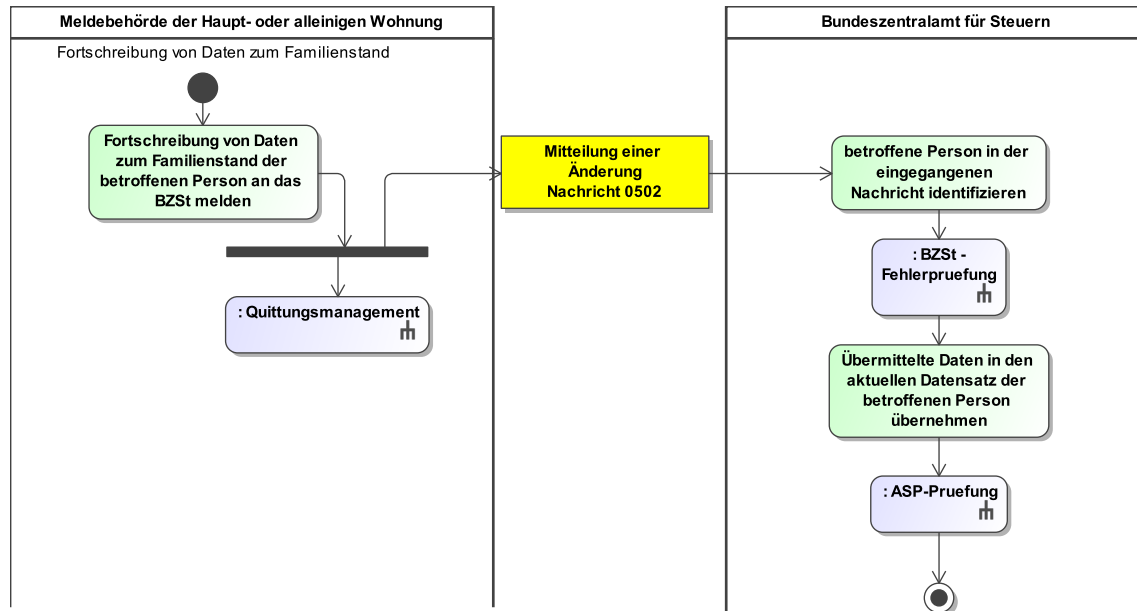 Meldebehörde der Haupt- oder alleinigen Wohnung
Fortschreibung von Daten zum Familienstand
Fortschreibung von Daten
zum Familienstand der
betroffenen Person an das
BZSt melden
: Quittungsmanagement
Mitteilung einer
Änderung
Nachricht 0502
Bundeszentralamt für Steuern
betroffene Person in der
eingegangenen
Nachricht identifizieren
: BZSt -
Fehlerpruefung
Übermittelte Daten in den
aktuellen Datensatz der
betroffenen Person
übernehmen
: ASP-Pruefung